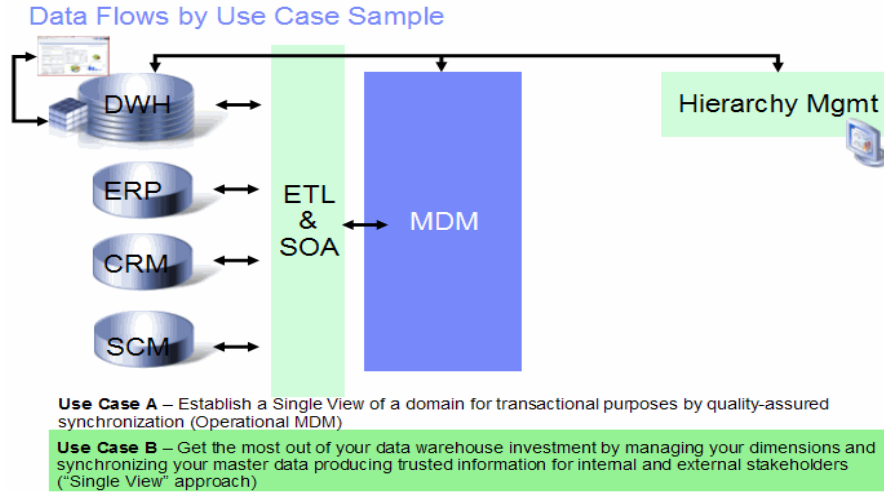 Data Flows by Use Case Sample
DWH
Hierarchy Mgmt
ERP
ETL
&
SOA
MDM
CRM
SCM
Use Case A – Establish a Single View of a domain for transactional purposes by quality-assured
synchronization (Operational MDM)
Use Case B – Get the most out of your data warehouse investment by managing your dimensions and
synchronizing your master data producing trusted information for internal and external stakeholders
(“Single View” approach)